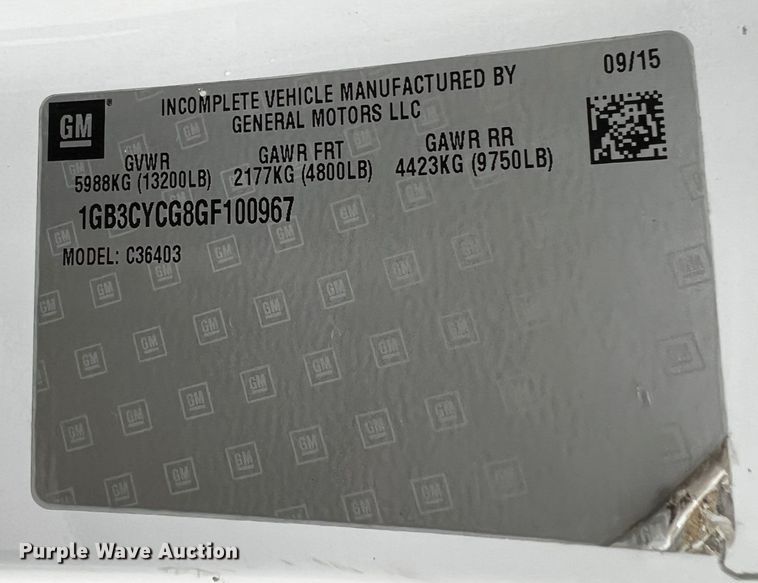 GM
INCOMPLETE VEHICLE MANUFACTURED BY
GENERAL MOTORS LLC
09/15
GVWR GAWR FRT GAWR RR
5988KG (13200LB) 2177KG (4800LB) 4423KG (9750LB)
1GB3CYCG8GF100967
MODEL: C36403
Purple Wave Auction